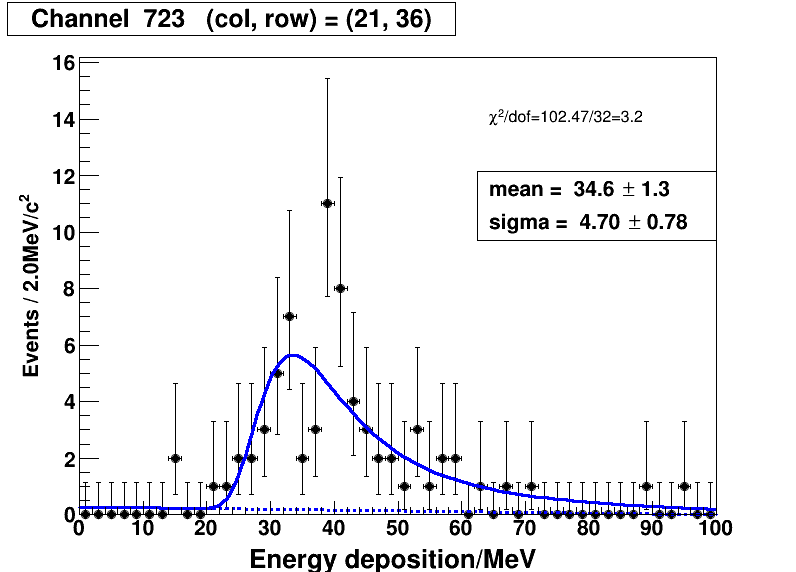 Channel 723 (col, row) = (21, 36)
χ²/dof=102.47/32=3.2
mean = 34.6 ± 1.3
sigma = 4.70 ± 0.78
Events / 2.0MeV/c²
16
14
12
10
8
6
4
2
0
0 10 20 30 40 50 60 70 80 90 100
Energy deposition/MeV